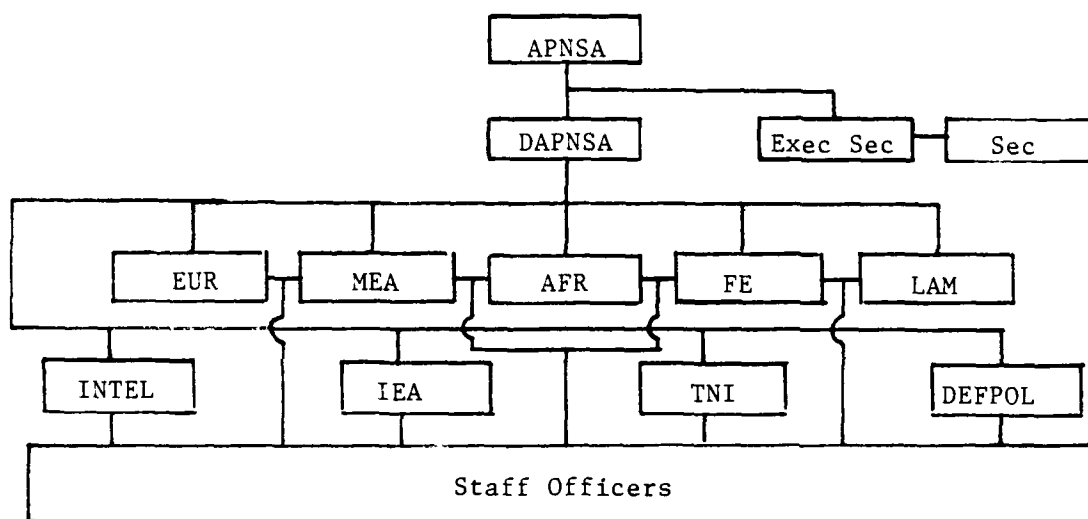 APNSA
DAPNSA
Exec Sec
Sec
EUR
MEA
AFR
FE
LAM
INTEL
IEA
TNI
DEFPOL
Staff Officers